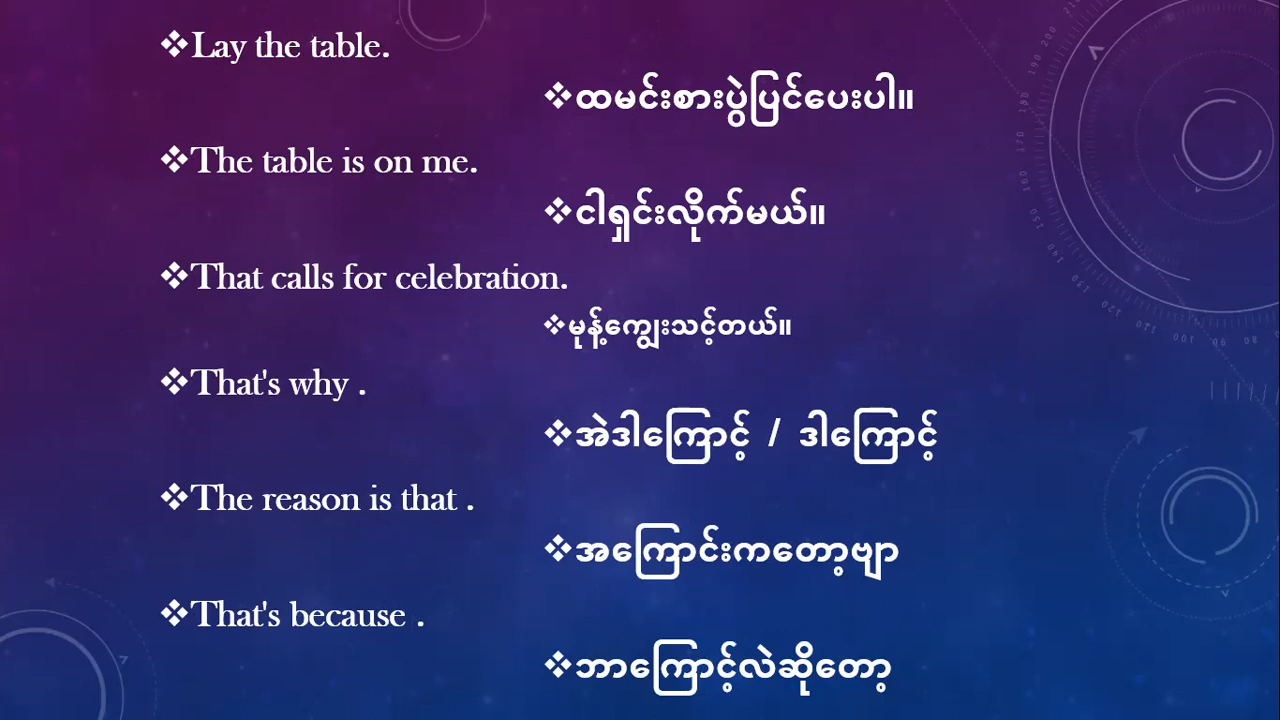 ❖Lay the table.
❖ထမင်းစားပွဲပြင်ပေးပါ။
❖The table is on me.
❖ငါရှင်းလိုက်မယ်။
❖That calls for celebration.
❖မုန့်ကျွေးသင့်တယ်။
❖That's why .
❖အဲဒါကြောင့် / ဒါကြောင့်
❖The reason is that .
❖အကြောင်းကတော့ဗျာ
❖That's because .
❖ဘာကြောင့်လဲဆိုတော့